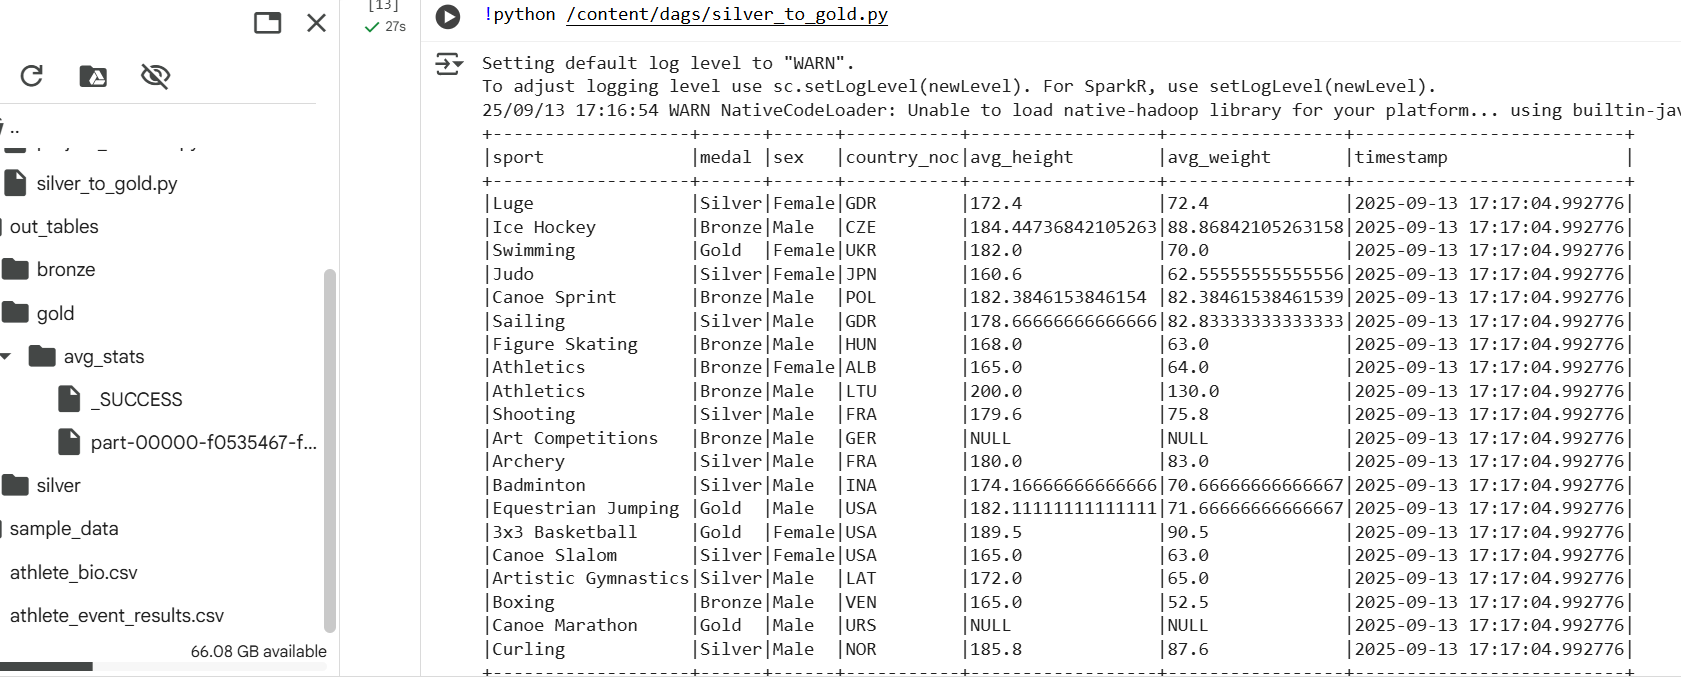 ..
silver_to_gold.py
out_tables
bronze
gold
avg_stats
_SUCCESS
part-00000-f0535467-f...
silver
sample_data
athlete_bio.csv
athlete_event_results.csv
66.08 GB available
[13]
27s
!python /content/dags/silver_to_gold.py
Setting default log level to "WARN".
To adjust logging level use sc.setLogLevel(newLevel). For SparkR, use setLogLevel(newLevel).
25/09/13 17:16:54 WARN NativeCodeLoader: Unable to load native-hadoop library for your platform... using builtin-jav
+-------------------+------+------+-----------+------------------+-----------------+--------------------------+
|sport              |medal |sex   |country_noc|avg_height        |avg_weight       |timestamp                 |
+-------------------+------+------+-----------+------------------+-----------------+--------------------------+
|Luge               |Silver|Female|GDR        |172.4             |72.4             |2025-09-13 17:17:04.992776|
|Ice Hockey         |Bronze|Male  |CZE        |184.44736842105263|88.86842105263158|2025-09-13 17:17:04.992776|
|Swimming           |Gold  |Female|UKR        |182.0             |70.0             |2025-09-13 17:17:04.992776|
|Judo               |Silver|Female|JPN        |160.6             |62.55555555555556|2025-09-13 17:17:04.992776|
|Canoe Sprint       |Bronze|Male  |POL        |182.3846153846154 |82.38461538461539|2025-09-13 17:17:04.992776|
|Sailing            |Silver|Male  |GDR        |178.66666666666666|82.83333333333333|2025-09-13 17:17:04.992776|
|Figure Skating     |Bronze|Male  |HUN        |168.0             |63.0             |2025-09-13 17:17:04.992776|
|Athletics          |Bronze|Female|ALB        |165.0             |64.0             |2025-09-13 17:17:04.992776|
|Athletics          |Bronze|Male  |LTU        |200.0             |130.0            |2025-09-13 17:17:04.992776|
|Shooting           |Silver|Male  |FRA        |179.6             |75.8             |2025-09-13 17:17:04.992776|
|Art Competitions   |Bronze|Male  |GER        |NULL              |NULL             |2025-09-13 17:17:04.992776|
|Archery            |Silver|Male  |FRA        |180.0             |83.0             |2025-09-13 17:17:04.992776|
|Badminton          |Silver|Male  |INA        |174.16666666666666|70.66666666666667|2025-09-13 17:17:04.992776|
|Equestrian Jumping |Gold  |Male  |USA        |182.11111111111111|71.66666666666667|2025-09-13 17:17:04.992776|
|3x3 Basketball     |Gold  |Female|USA        |189.5             |90.5             |2025-09-13 17:17:04.992776|
|Canoe Slalom       |Silver|Female|USA        |165.0             |63.0             |2025-09-13 17:17:04.992776|
|Artistic Gymnastics|Silver|Male  |LAT        |172.0             |65.0             |2025-09-13 17:17:04.992776|
|Boxing             |Bronze|Male  |VEN        |165.0             |52.5             |2025-09-13 17:17:04.992776|
|Canoe Marathon     |Gold  |Male  |URS        |NULL              |NULL             |2025-09-13 17:17:04.992776|
|Curling            |Silver|Male  |NOR        |185.8             |87.6             |2025-09-13 17:17:04.992776|
+-------------------+------+------+-----------+------------------+-----------------+--------------------------+